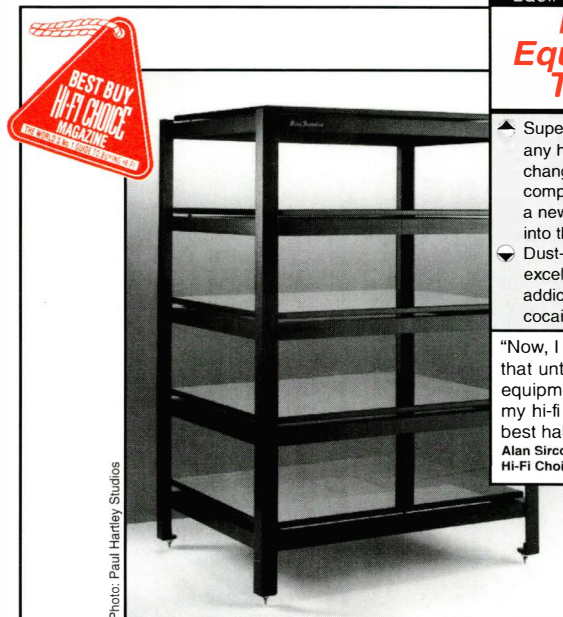 BEST BUY
HI-FI CHOICE
MAGAZINE
THE WORLD'S No. 1 GUIDE TO BUYING HI-FI
Photo: Paul Hartley Studios
Equ
T
Supe
any h
chang
comp
a new
into th
Dust-
excel
addic
cocai
"Now, I
that unt
equipm
my hi-fi
best hal
Alan Sirco
Hi-Fi Choi